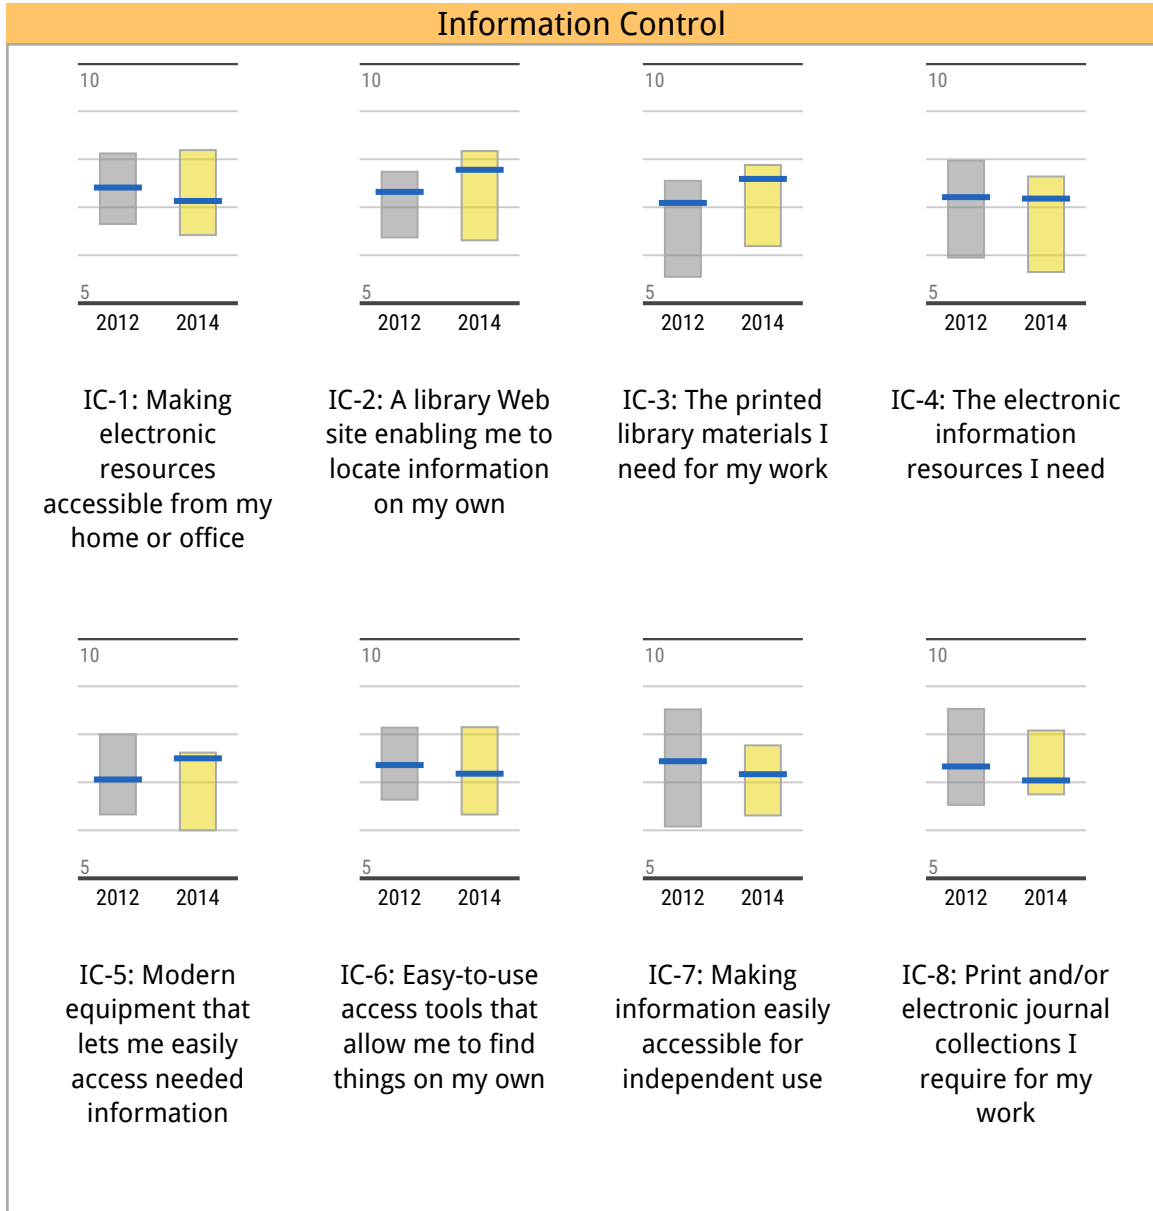 Information Control
10
5
2012 2014
IC-1: Making
electronic
resources
accessible from my
home or office
10
5
2012 2014
IC-2: A library Web
site enabling me to
locate information
on my own
10
5
2012 2014
IC-3: The printed
library materials I
need for my work
10
5
2012 2014
IC-4: The electronic
information
resources I need
10
5
2012 2014
IC-5: Modern
equipment that
lets me easily
access needed
information
10
5
2012 2014
IC-6: Easy-to-use
access tools that
allow me to find
things on my own
10
5
2012 2014
IC-7: Making
information easily
accessible for
independent use
10
5
2012 2014
IC-8: Print and/or
electronic journal
collections I
require for my
work